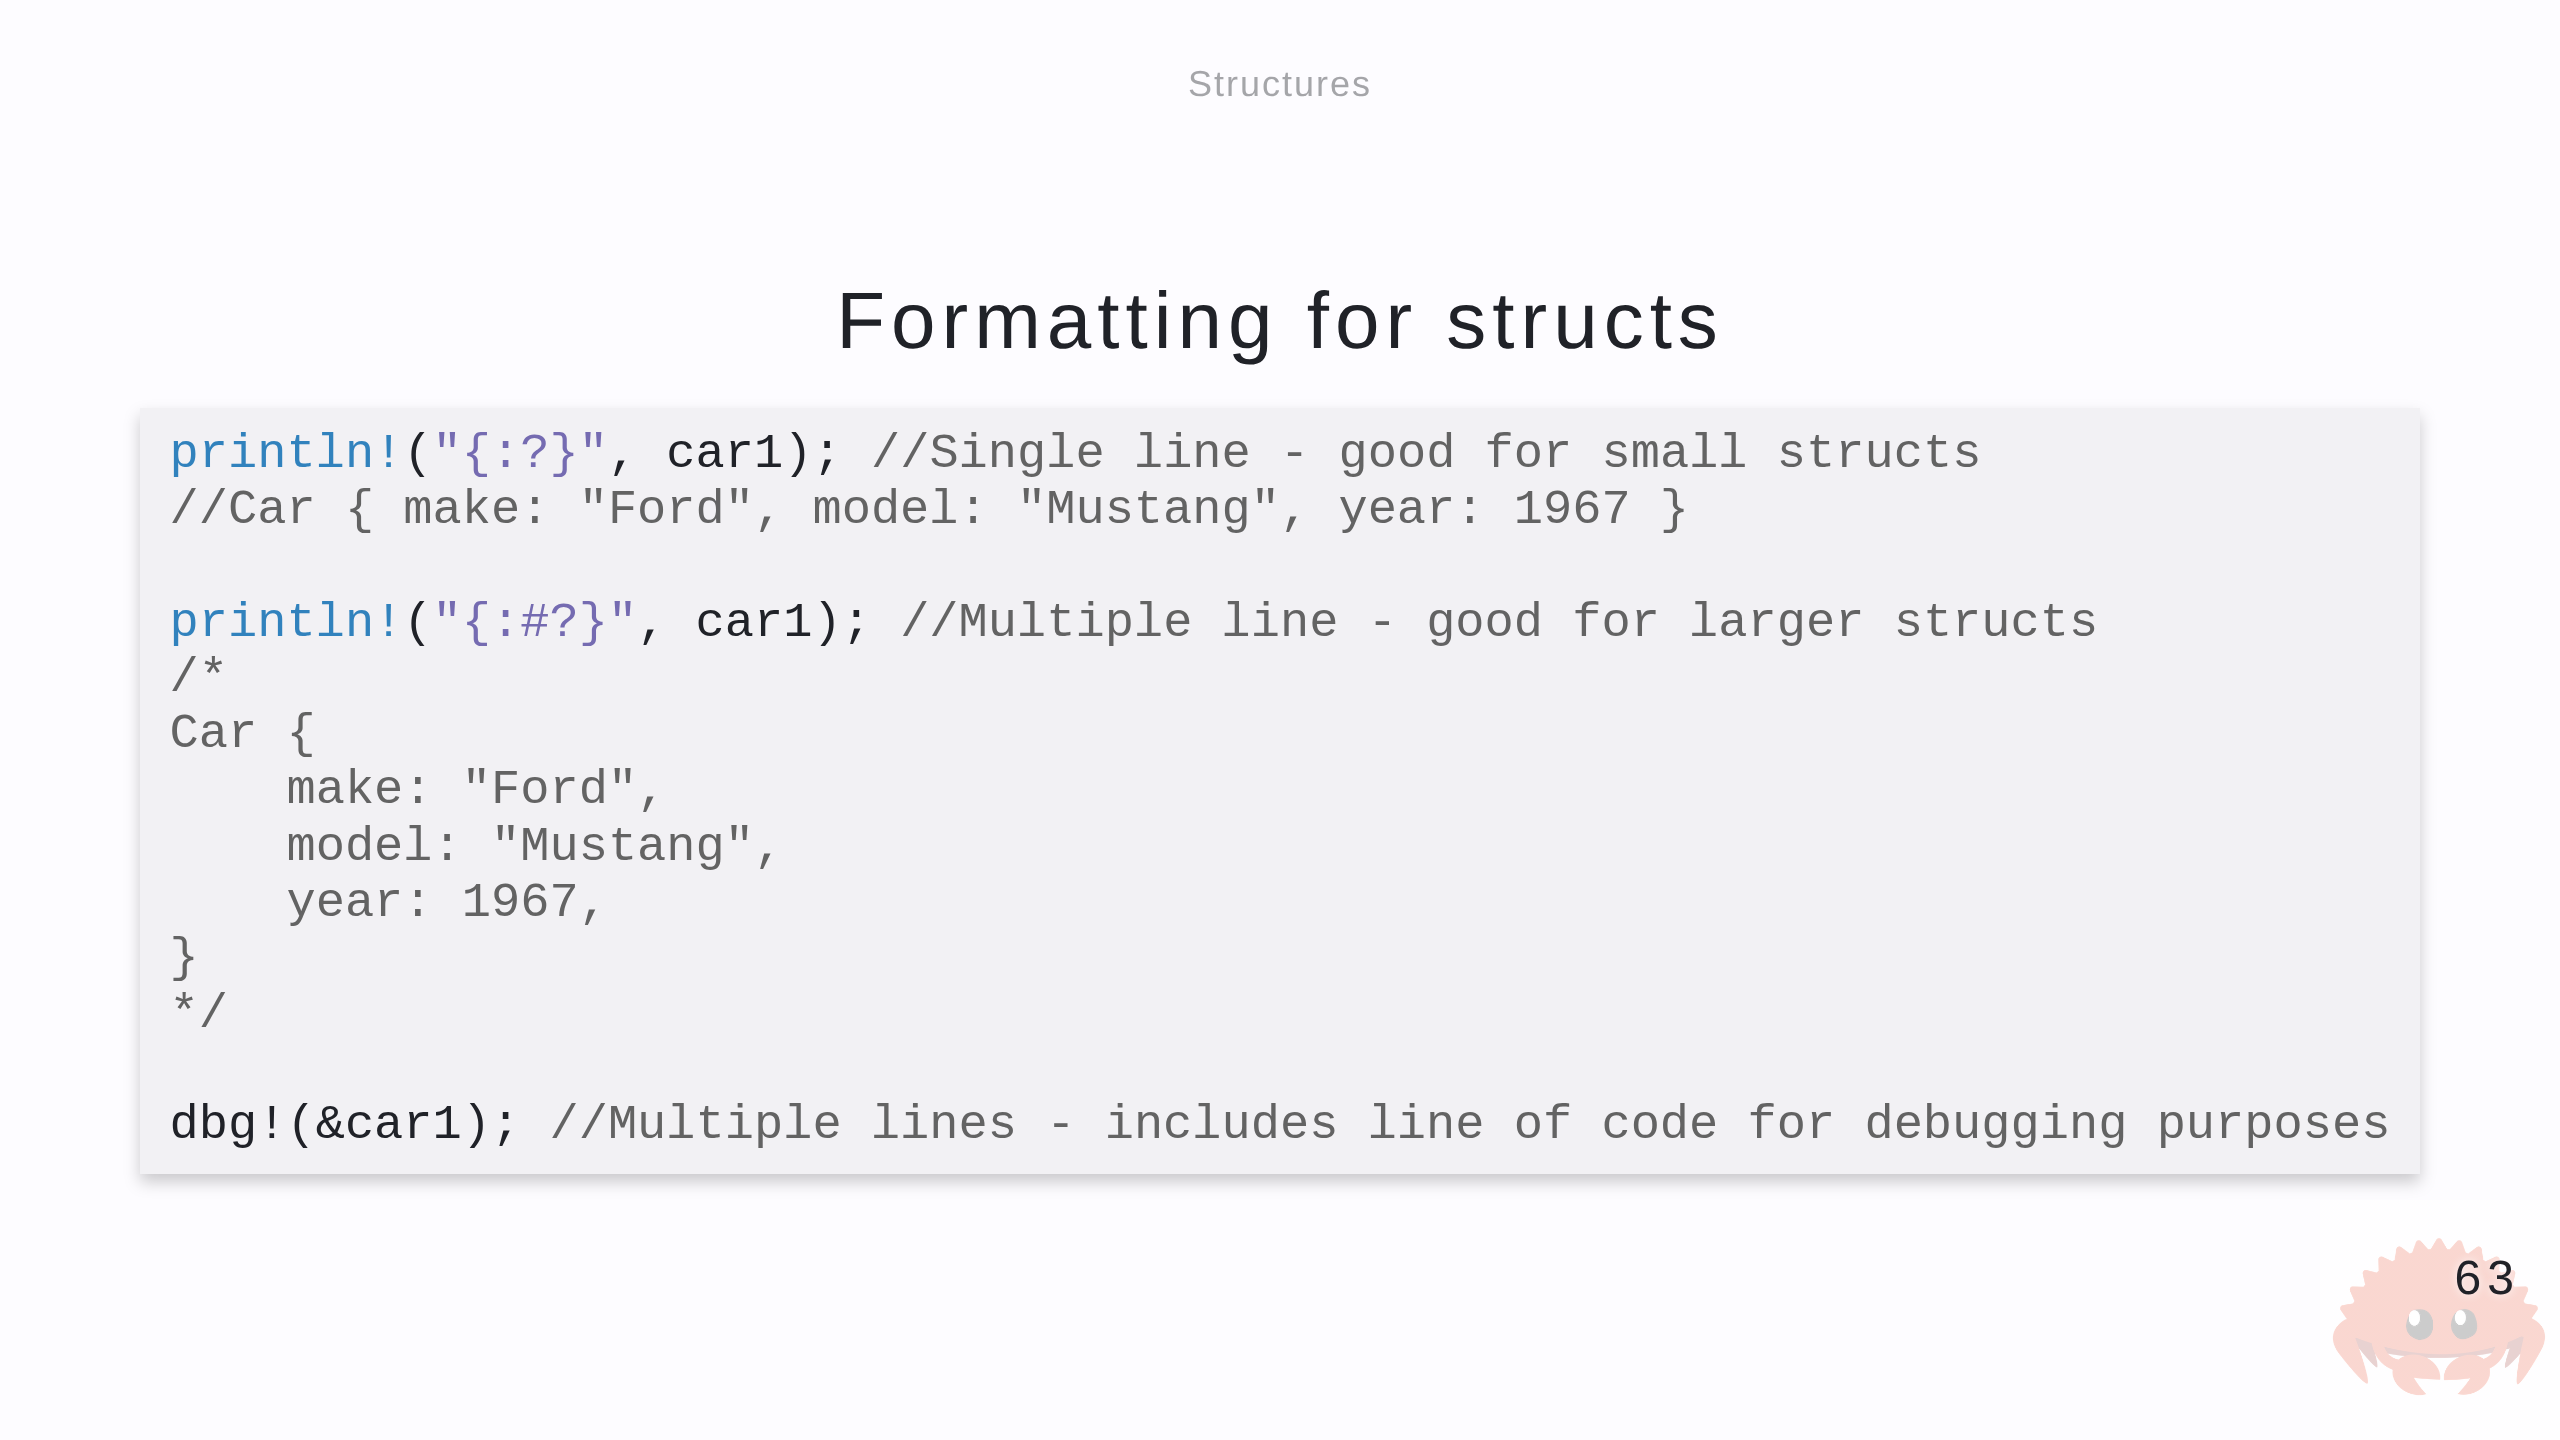 Structures
Formatting for structs
println!("{:?}", car1); //Single line - good for small structs
//Car { make: "Ford", model: "Mustang", year: 1967 }
println!("{:#?}", car1); //Multiple line - good for larger structs
/*
Car {
    make: "Ford",
    model: "Mustang",
    year: 1967,
}
*/
dbg!(&car1); //Multiple lines - includes line of code for debugging purposes
63